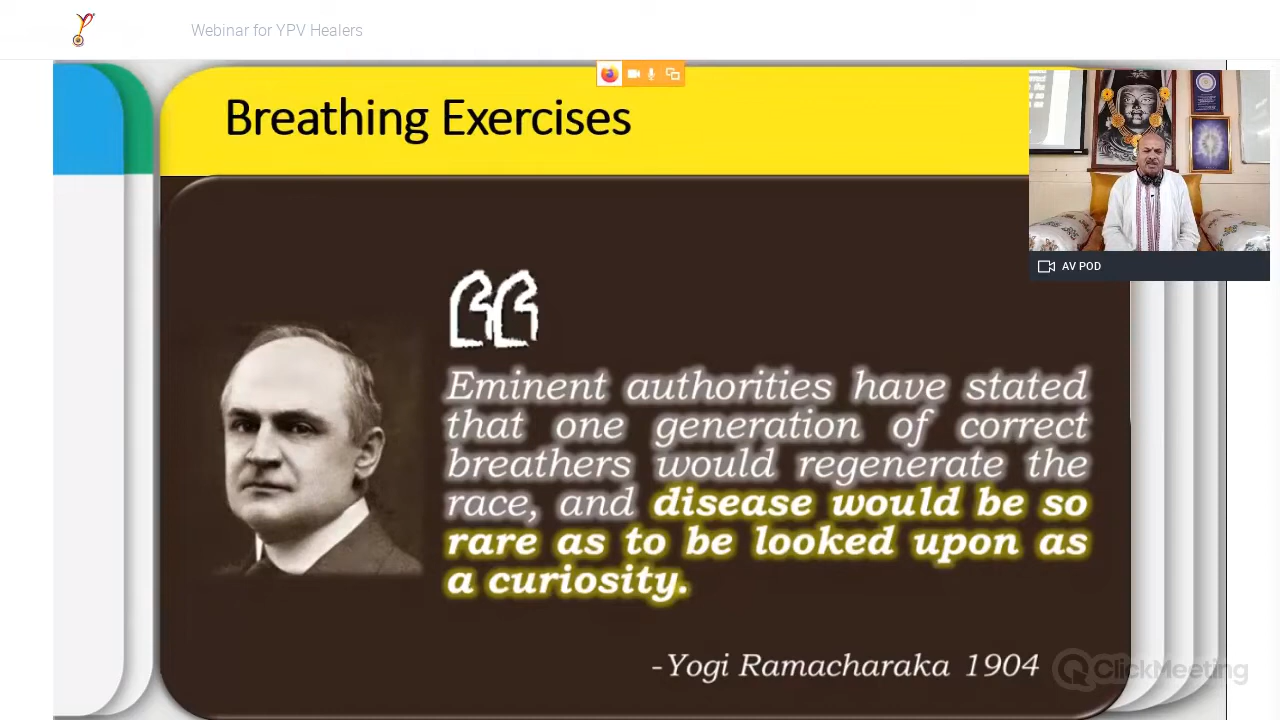 Webinar for YPV Healers
Breathing Exercises
AV POD
Eminent authorities have stated
that one generation of correct
breathers would regenerate the
race, and disease would be so
rare as to be looked upon as
a curiosity.
-Yogi Ramacharaka 1904
ClickMeeting